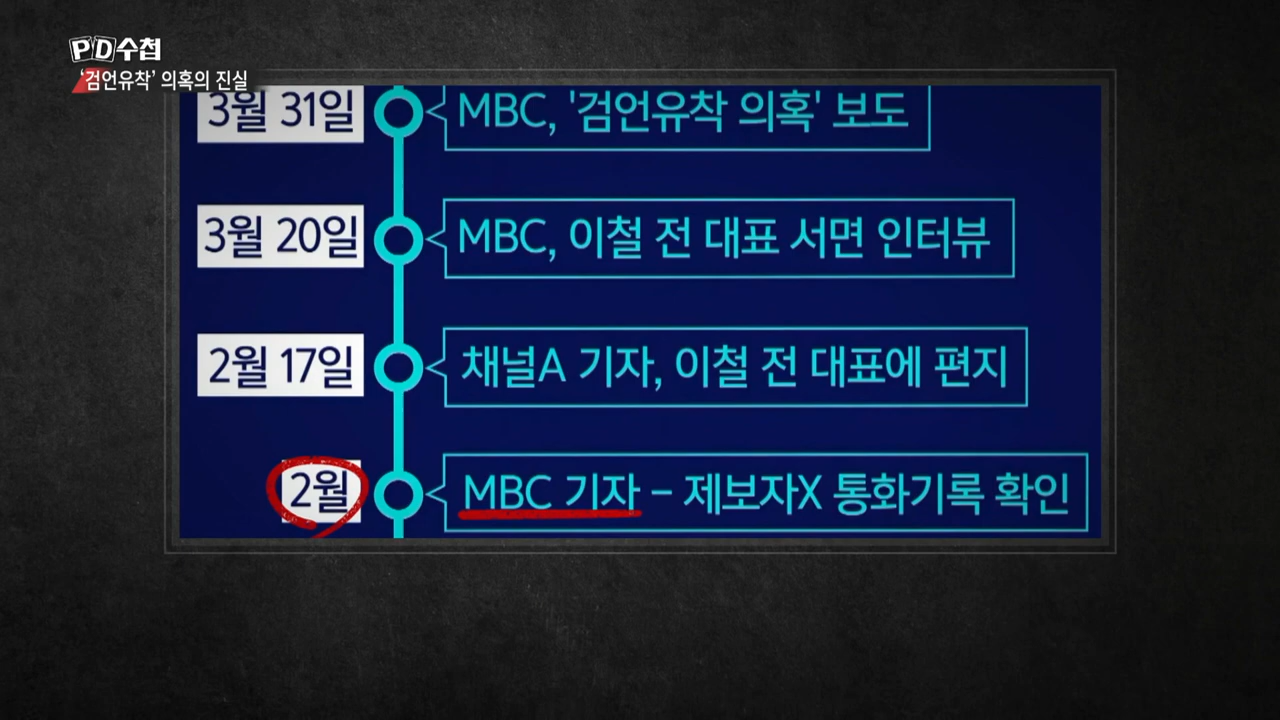 PD수첩
'검언유착' 의혹의 진실
3월 31일
MBC, '검언유착 의혹' 보도
3월 20일
MBC, 이철 전 대표 서면 인터뷰
2월 17일
채널A 기자, 이철 전 대표에 편지
2월
MBC 기자 – 제보자X 통화기록 확인